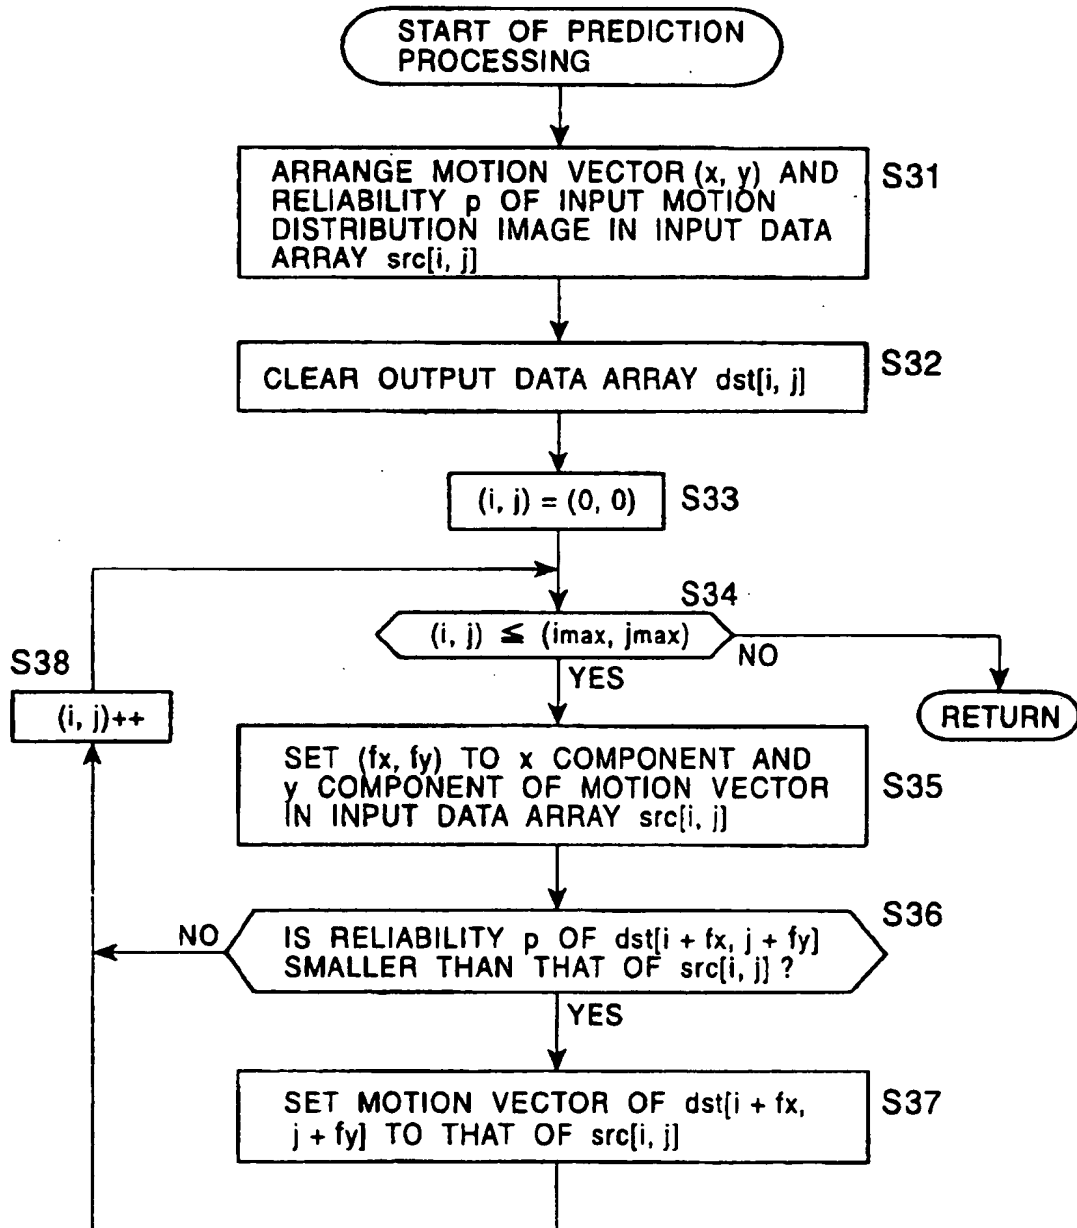 START OF PREDICTION
PROCESSING
ARRANGE MOTION VECTOR (x, y) AND
RELIABILITY p OF INPUT MOTION
DISTRIBUTION IMAGE IN INPUT DATA
ARRAY src[i, j]
S31
CLEAR OUTPUT DATA ARRAY dst[i, j]
S32
(i, j) = (0, 0)
S33
S34
(i, j) ≦ (imax, jmax)
NO
YES
S38
(i, j)++
RETURN
SET (fx, fy) TO x COMPONENT AND
y COMPONENT OF MOTION VECTOR
IN INPUT DATA ARRAY src[i, j]
S35
S36
NO
IS RELIABILITY p OF dst[i + fx, j + fy]
SMALLER THAN THAT OF src[i, j] ?
YES
SET MOTION VECTOR OF dst[i + fx,
j + fy] TO THAT OF src[i, j]
S37